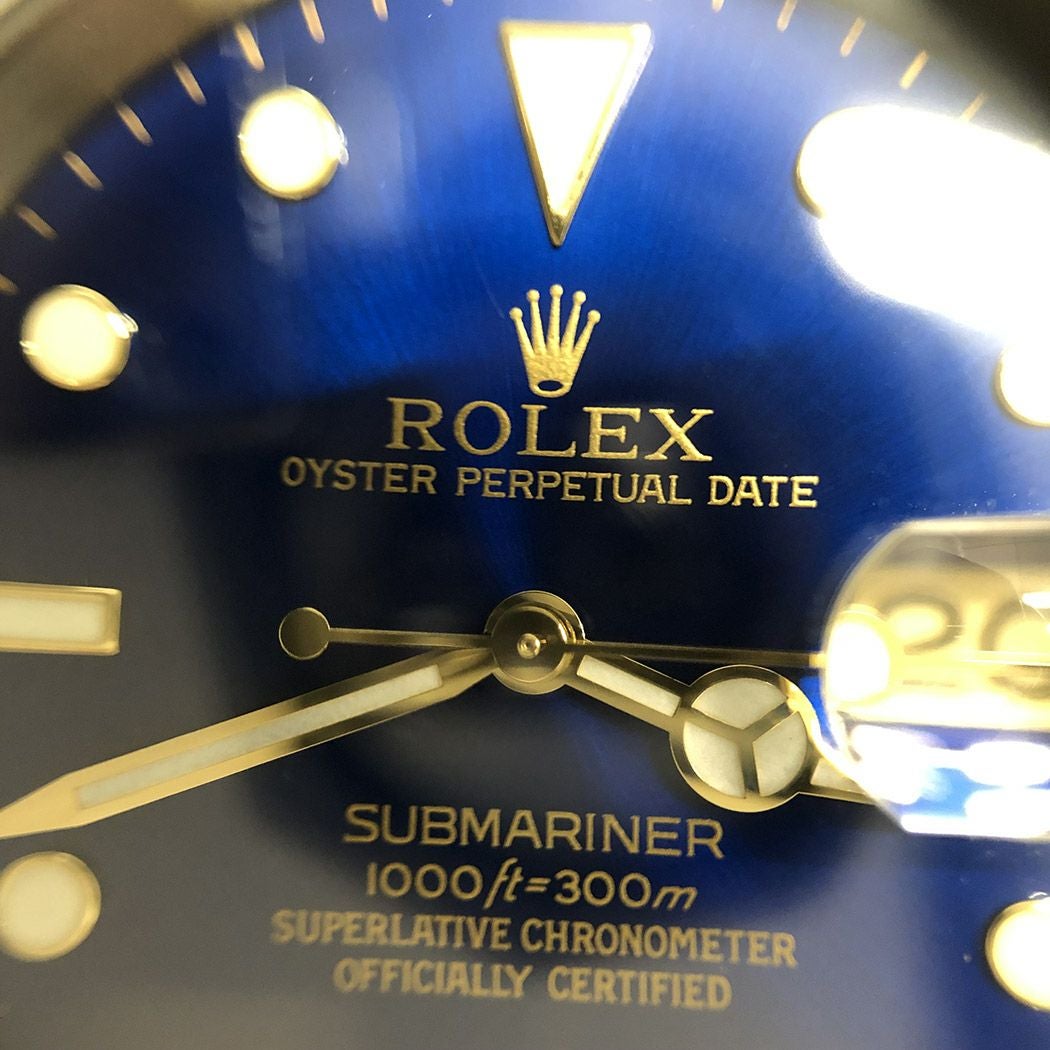 ROLEX
OYSTER PERPETUAL DATE
SUBMARINER
1000ft=300m
SUPERLATIVE CHRONOMETER
OFFICIALLY CERTIFIED